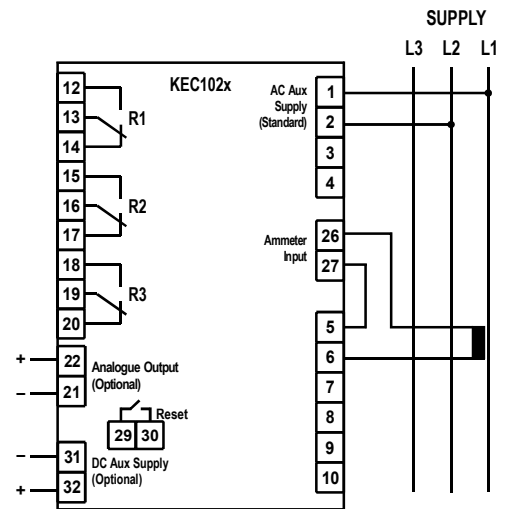 SUPPLY
L3 L2 L1
KEC102x
12
13
14
R1
15
16
17
R2
18
19
20
R3
+ 22
– 21
Analogue Output
(Optional)
Reset
29 30
– 31
+ 32
DC Aux Supply
(Optional)
AC Aux
Supply
(Standard)
1
2
3
4
Ammeter
Input
26
27
5
6
7
8
9
10